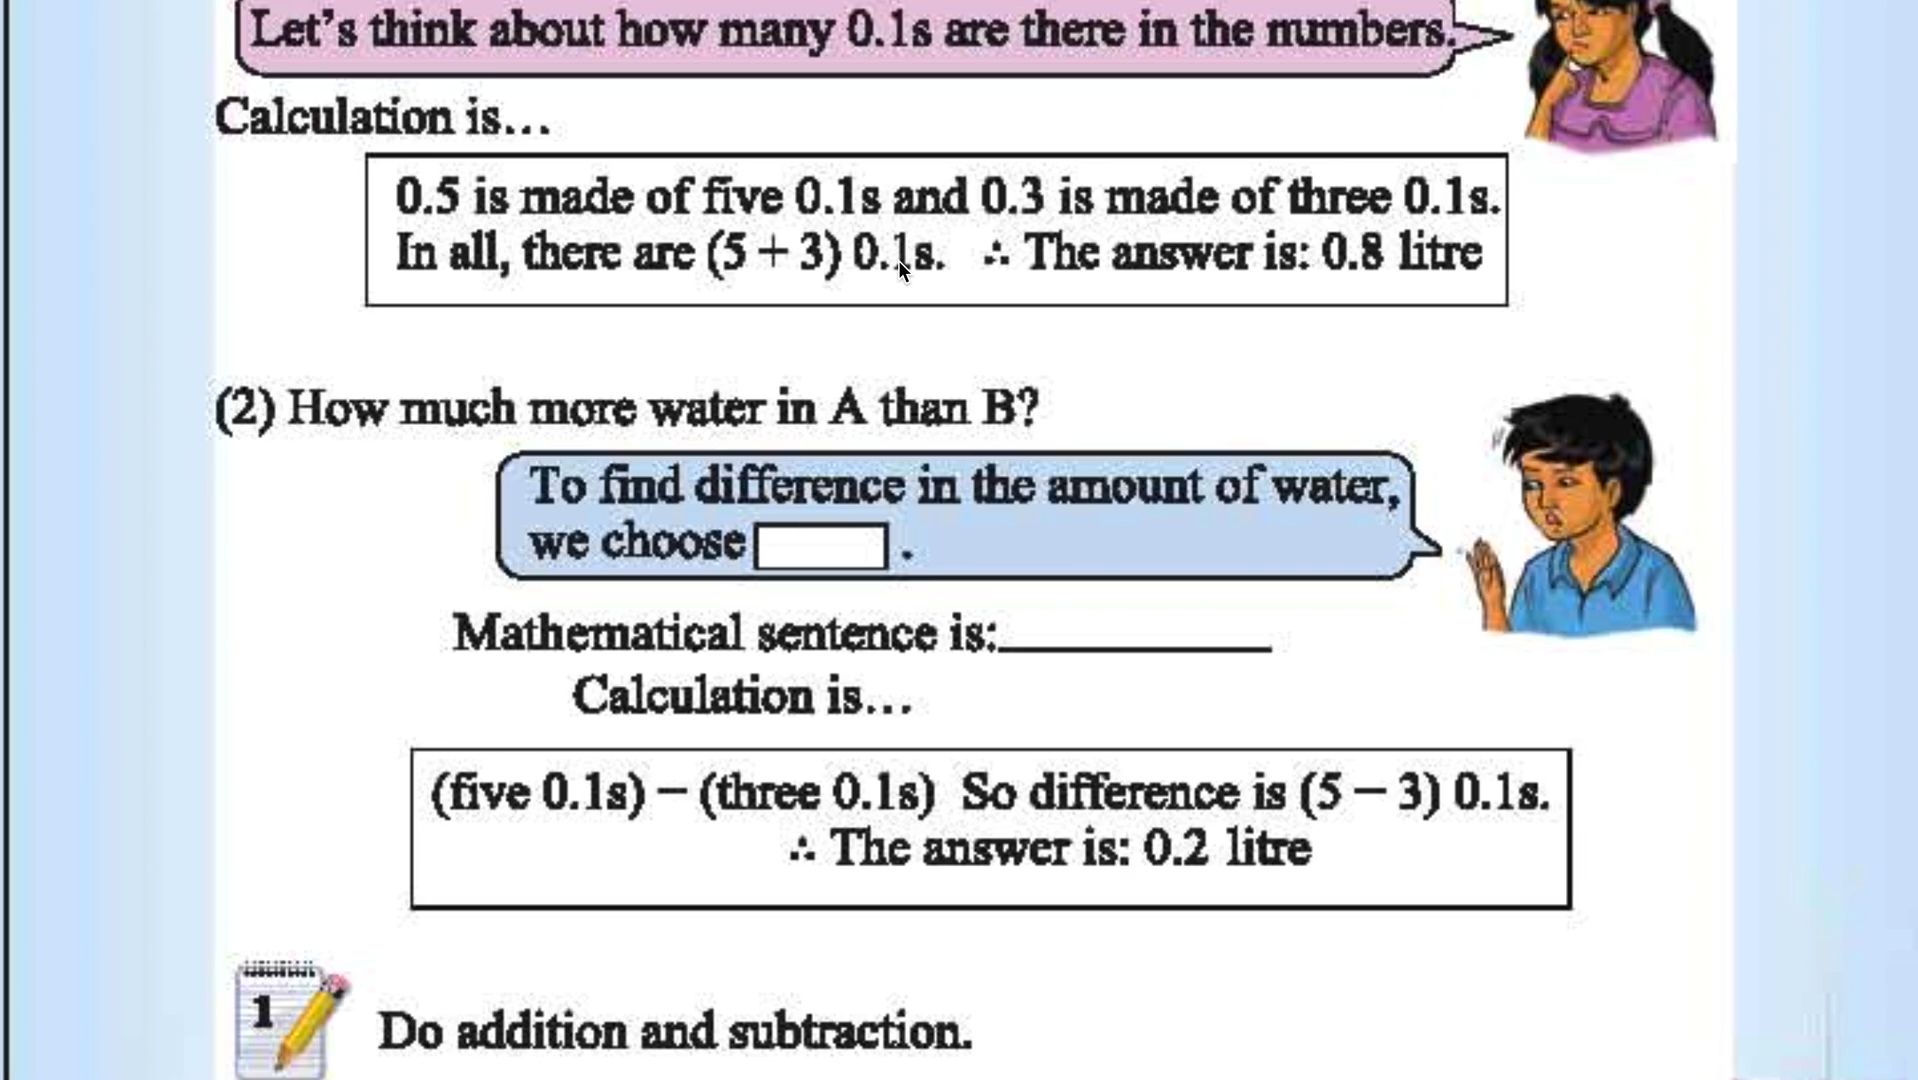 Let's think about how many 0.1s are there in the numbers.
Calculation is…
0.5 is made of five 0.1s and 0.3 is made of three 0.1s.
In all, there are (5 + 3) 0.1s. ∴ The answer is: 0.8 litre
(2) How much more water in A than B?
To find difference in the amount of water,
we choose .
Mathematical sentence is:__________
Calculation is…
(five 0.1s) − (three 0.1s) So difference is (5 − 3) 0.1s.
∴ The answer is: 0.2 litre
1 Do addition and subtraction.